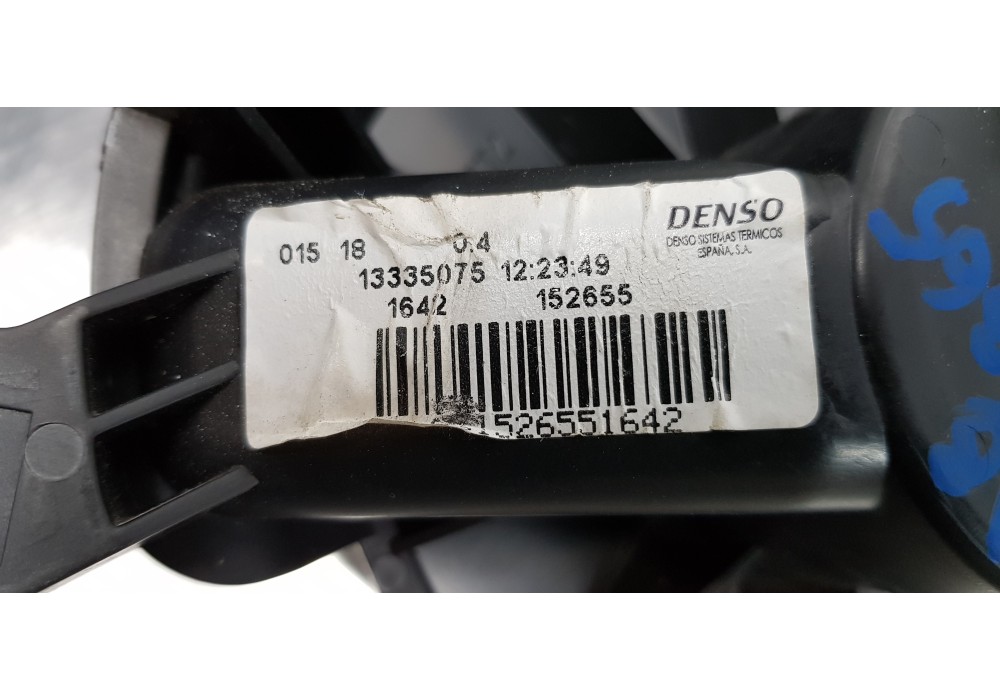 DENSO
DENSO SISTEMAS TERMICOS
ESPAÑA, S.A.
015 18 0.4
13335075 12:23:49
1642 152655
1526551642